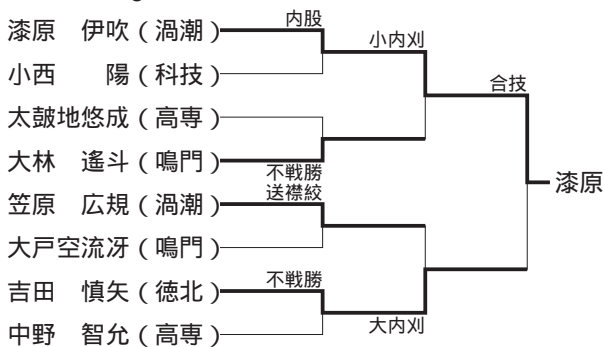 漆原　伊吹（渦潮）
小西　　陽（科技）
太鼓地悠成（高専）
大林　遙斗（鳴門）
笠原　広規（渦潮）
大戸空流冴（鳴門）
吉田　慎矢（徳北）
中野　智允（高専）
内股
不戦勝
送襟絞
不戦勝
小内刈
大内刈
合技
漆原